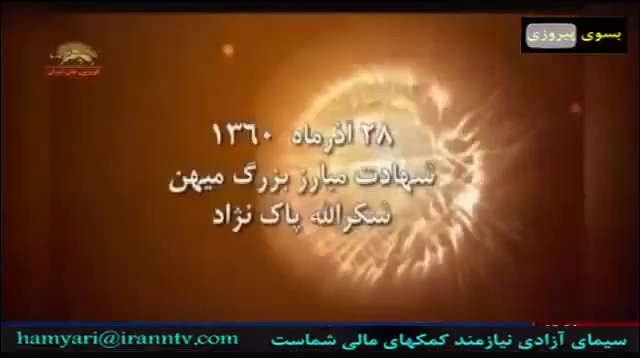 بسوی پیروزی
۲۸ آذرماه ۱۳۶۰
شهادت مبارز بزرگ میهن
شکرالله پاک نژاد
سیمای آزادی نیازمند کمکهای مالی شماست
hamyari@iranntv.com